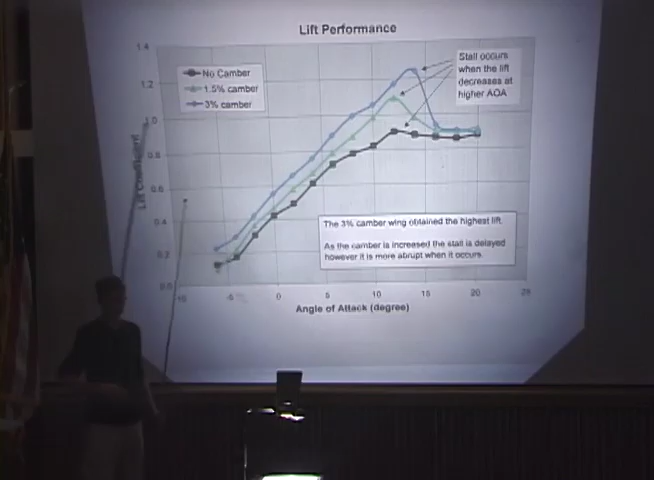 Lift Performance
1.4
1.2
1.0
0.8
0.6
0.4
0.2
0.0
No Camber
1.5% camber
3% camber
Stall occurs
when the lift
decreases at
higher AOA
The 3% camber wing obtained the highest lift.
As the camber is increased the stall is delayed
however it is more abrupt when it occurs.
Lift Coefficient
-10 -5 0 5 10 15 20 25
Angle of Attack (degree)